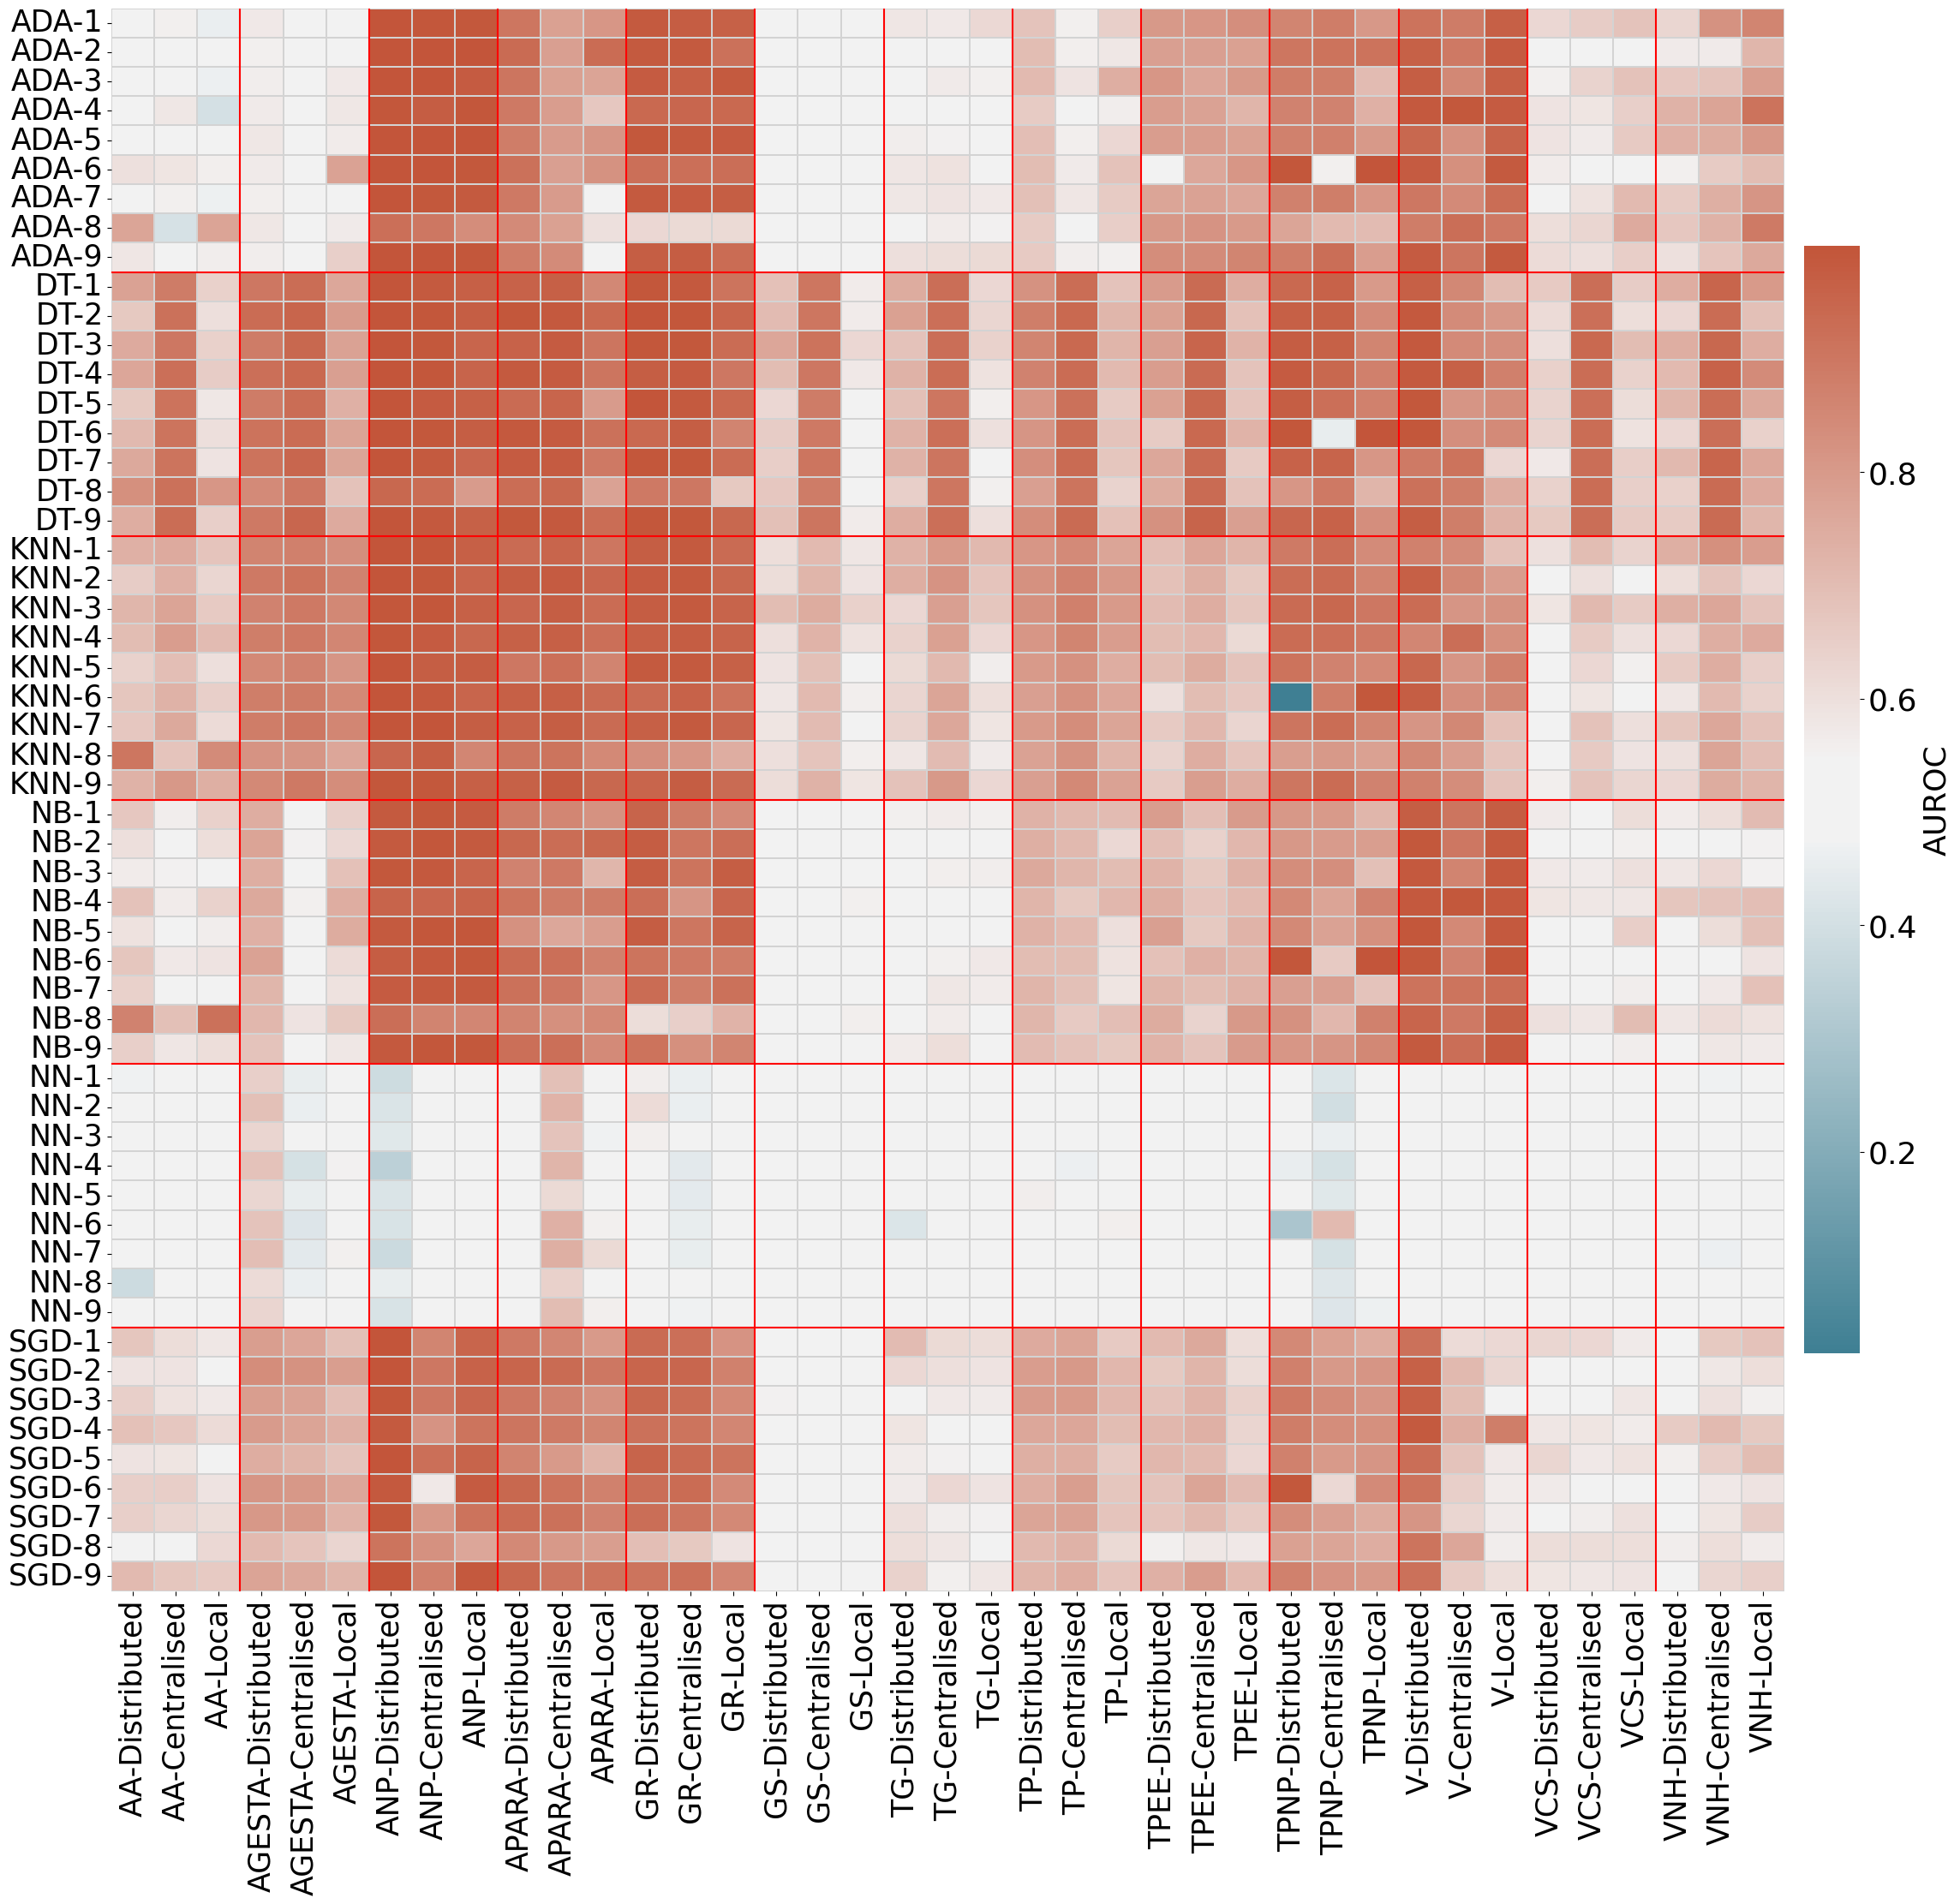 ADA-1
ADA-2
ADA-3
ADA-4
ADA-5
ADA-6
ADA-7
ADA-8
ADA-9
DT-1
DT-2
DT-3
DT-4
DT-5
DT-6
DT-7
DT-8
DT-9
KNN-1
KNN-2
KNN-3
KNN-4
KNN-5
KNN-6
KNN-7
KNN-8
KNN-9
NB-1
NB-2
NB-3
NB-4
NB-5
NB-6
NB-7
NB-8
NB-9
NN-1
NN-2
NN-3
NN-4
NN-5
NN-6
NN-7
NN-8
NN-9
SGD-1
SGD-2
SGD-3
SGD-4
SGD-5
SGD-6
SGD-7
SGD-8
SGD-9
AA-Distributed
AA-Centralised
AA-Local
AGESTA-Distributed
AGESTA-Centralised
AGESTA-Local
ANP-Distributed
ANP-Centralised
ANP-Local
APARA-Distributed
APARA-Centralised
APARA-Local
GR-Distributed
GR-Centralised
GR-Local
GS-Distributed
GS-Centralised
GS-Local
TG-Distributed
TG-Centralised
TG-Local
TP-Distributed
TP-Centralised
TP-Local
TPEE-Distributed
TPEE-Centralised
TPEE-Local
TPNP-Distributed
TPNP-Centralised
TPNP-Local
V-Distributed
V-Centralised
V-Local
VCS-Distributed
VCS-Centralised
VCS-Local
VNH-Distributed
VNH-Centralised
VNH-Local
0.8
0.6
0.4
0.2
AUROC